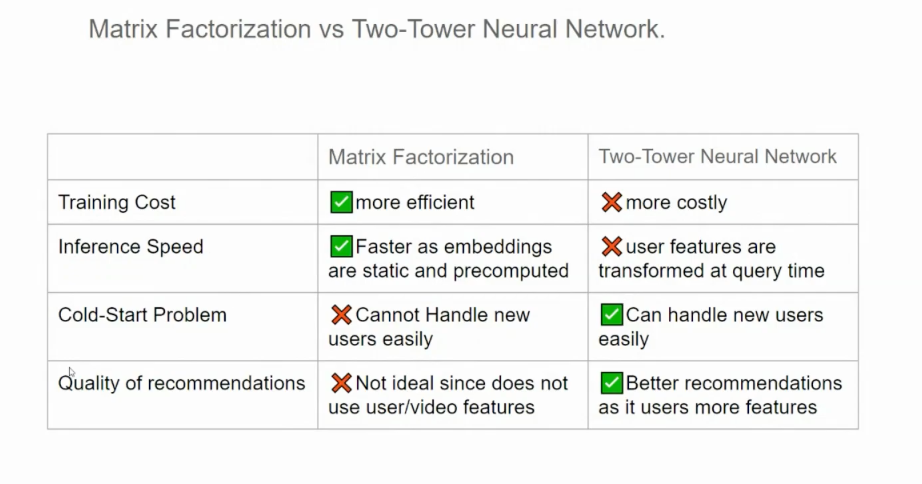 Matrix Factorization vs Two-Tower Neural Network.
Matrix Factorization
Two-Tower Neural Network
Training Cost
✅more efficient
❌ more costly
Inference Speed
✅Faster as embeddings
are static and precomputed
❌ user features are
transformed at query time
Cold-Start Problem
❌ Cannot Handle new
users easily
✅Can handle new users
easily
Quality of recommendations
❌Not ideal since does not
use user/video features
✅Better recommendations
as it users more features